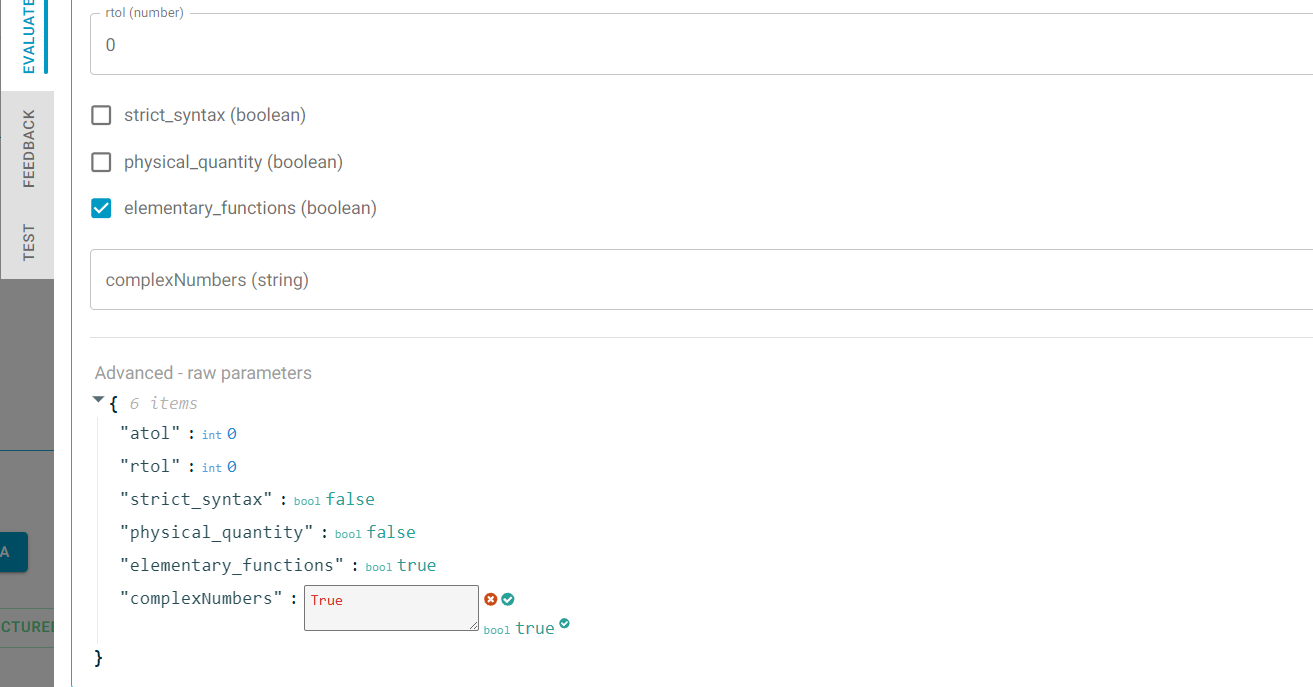 EVALUATE
FEEDBACK
TEST
A
CTURE
rtol (number)
0
strict_syntax (boolean)
physical_quantity (boolean)
elementary_functions (boolean)
complexNumbers (string)
Advanced - raw parameters
{ 6 items
"atol" : int 0
"rtol" : int 0
"strict_syntax" : bool false
"physical_quantity" : bool false
"elementary_functions" : bool true
"complexNumbers" : True
bool true
}